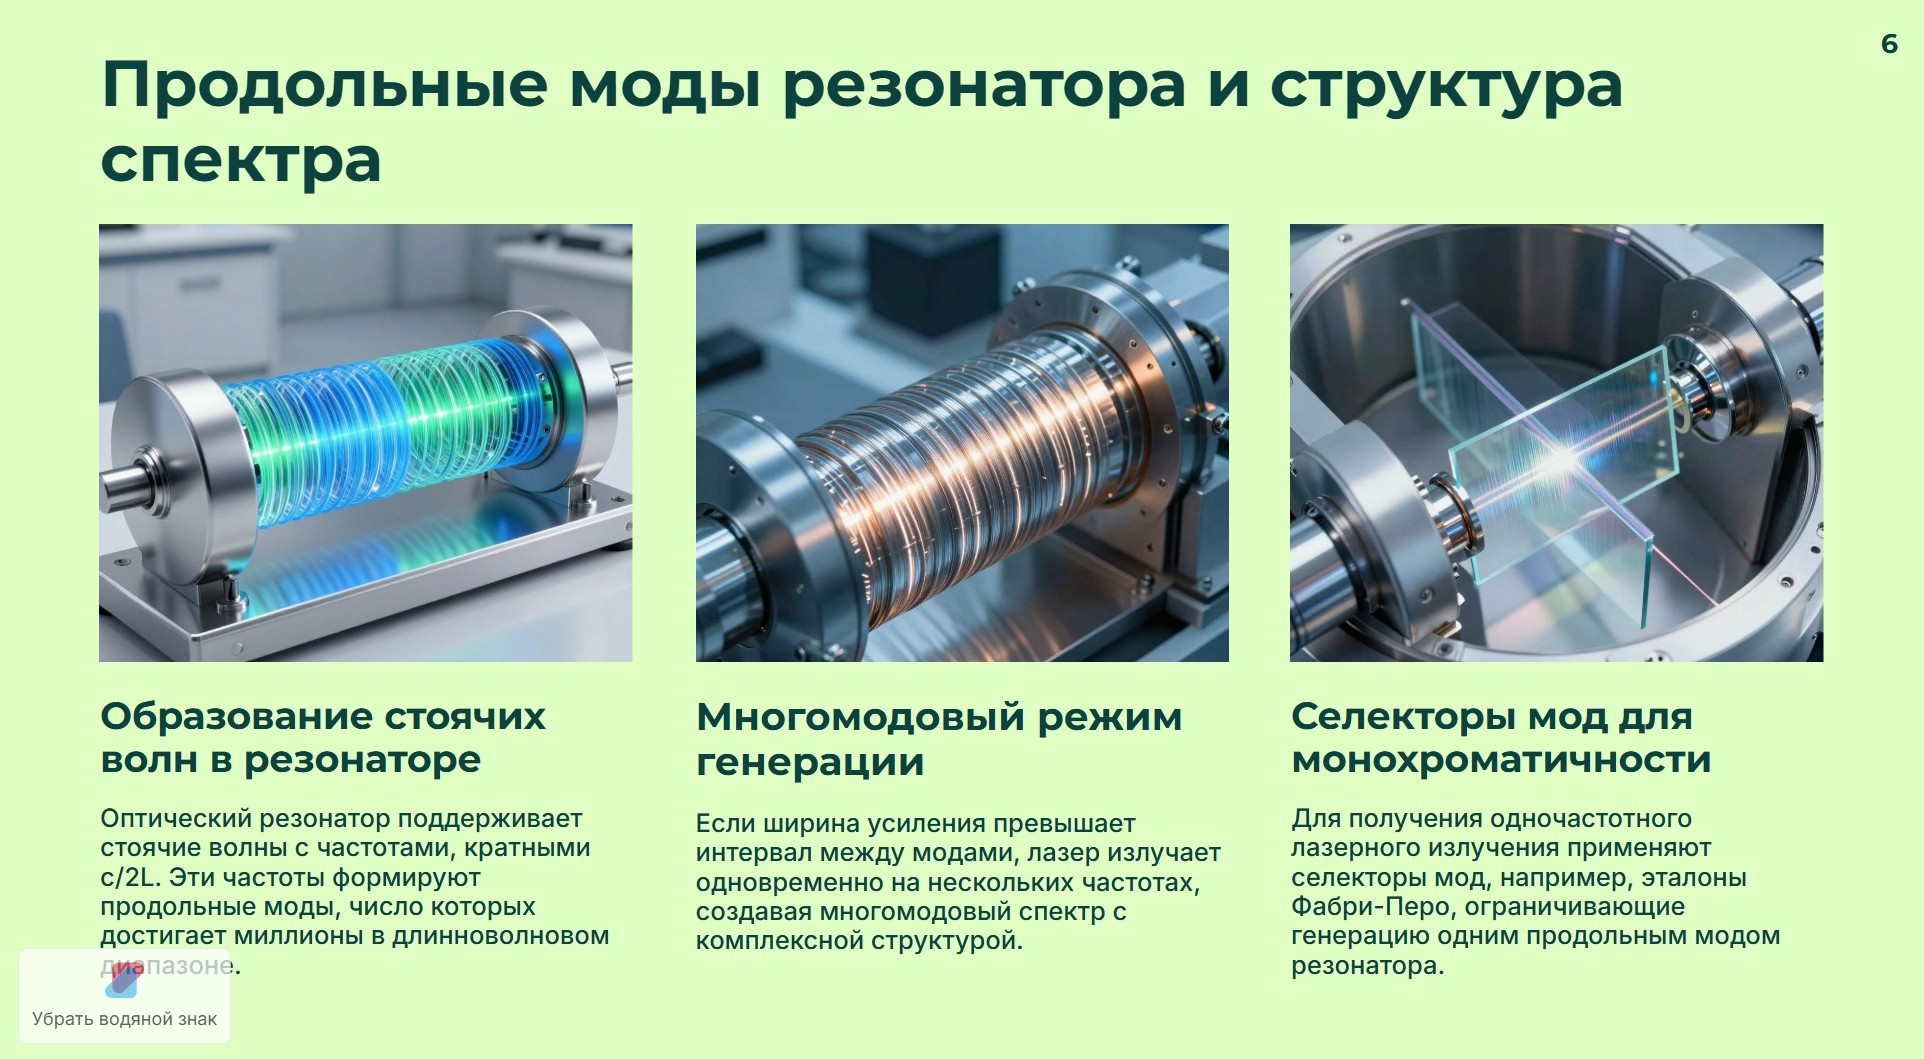 6
Продольные моды резонатора и структура
спектра
Образование стоячих
волн в резонаторе
Оптический резонатор поддерживает
стоячие волны с частотами, кратными
c/2L. Эти частоты формируют
продольные моды, число которых
достигает миллионы в длинноволновом
диапазоне.
Многомодовый режим
генерации
Если ширина усиления превышает
интервал между модами, лазер излучает
одновременно на нескольких частотах,
создавая многомодовый спектр с
комплексной структурой.
Селекторы мод для
монохроматичности
Для получения одночастотного
лазерного излучения применяют
селекторы мод, например, эталоны
Фабри-Перо, ограничивающие
генерацию одним продольным модом
резонатора.
Убрать водяной знак